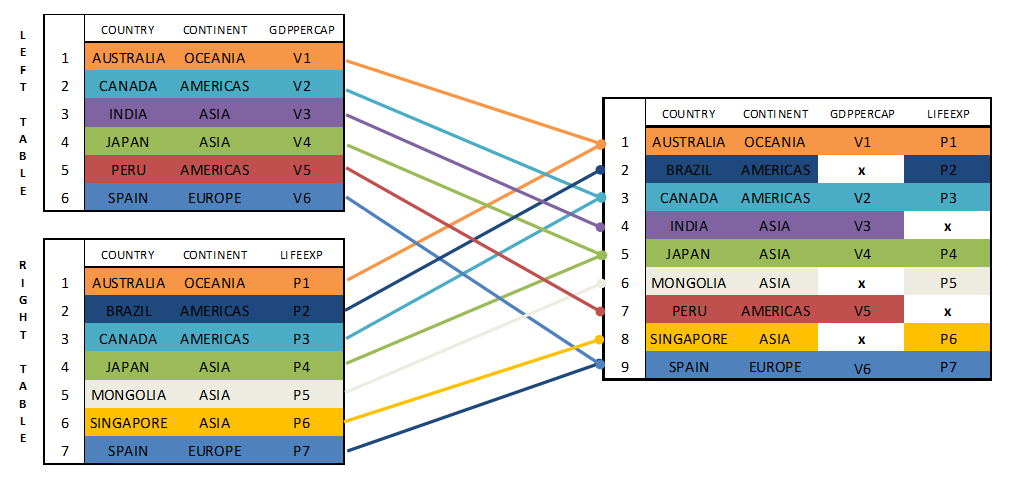 LEFT TABLE
COUNTRY CONTINENT GDPPERCAP
1 AUSTRALIA OCEANIA V1
2 CANADA AMERICAS V2
3 INDIA ASIA V3
4 JAPAN ASIA V4
5 PERU AMERICAS V5
6 SPAIN EUROPE V6
RIGHT TABLE
COUNTRY CONTINENT LIFEEXP
1 AUSTRALIA OCEANIA P1
2 BRAZIL AMERICAS P2
3 CANADA AMERICAS P3
4 JAPAN ASIA P4
5 MONGOLIA ASIA P5
6 SINGAPORE ASIA P6
7 SPAIN EUROPE P7
COUNTRY CONTINENT GDPPERCAP LIFEEXP
1 AUSTRALIA OCEANIA V1 P1
2 BRAZIL AMERICAS x P2
3 CANADA AMERICAS V2 P3
4 INDIA ASIA V3 x
5 JAPAN ASIA V4 P4
6 MONGOLIA ASIA x P5
7 PERU AMERICAS V5 x
8 SINGAPORE ASIA x P6
9 SPAIN EUROPE V6 P7